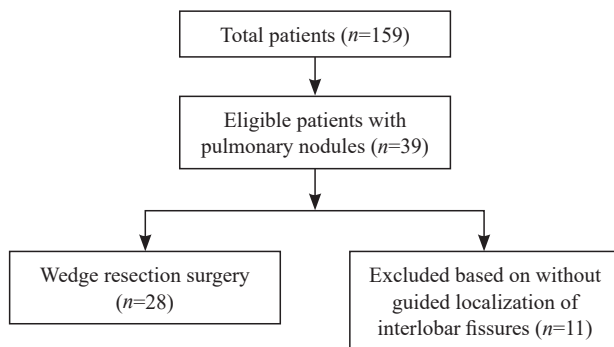 Total patients (n=159)
Eligible patients with
pulmonary nodules (n=39)
Wedge resection surgery
(n=28)
Excluded based on without
guided localization of
interlobar fissures (n=11)